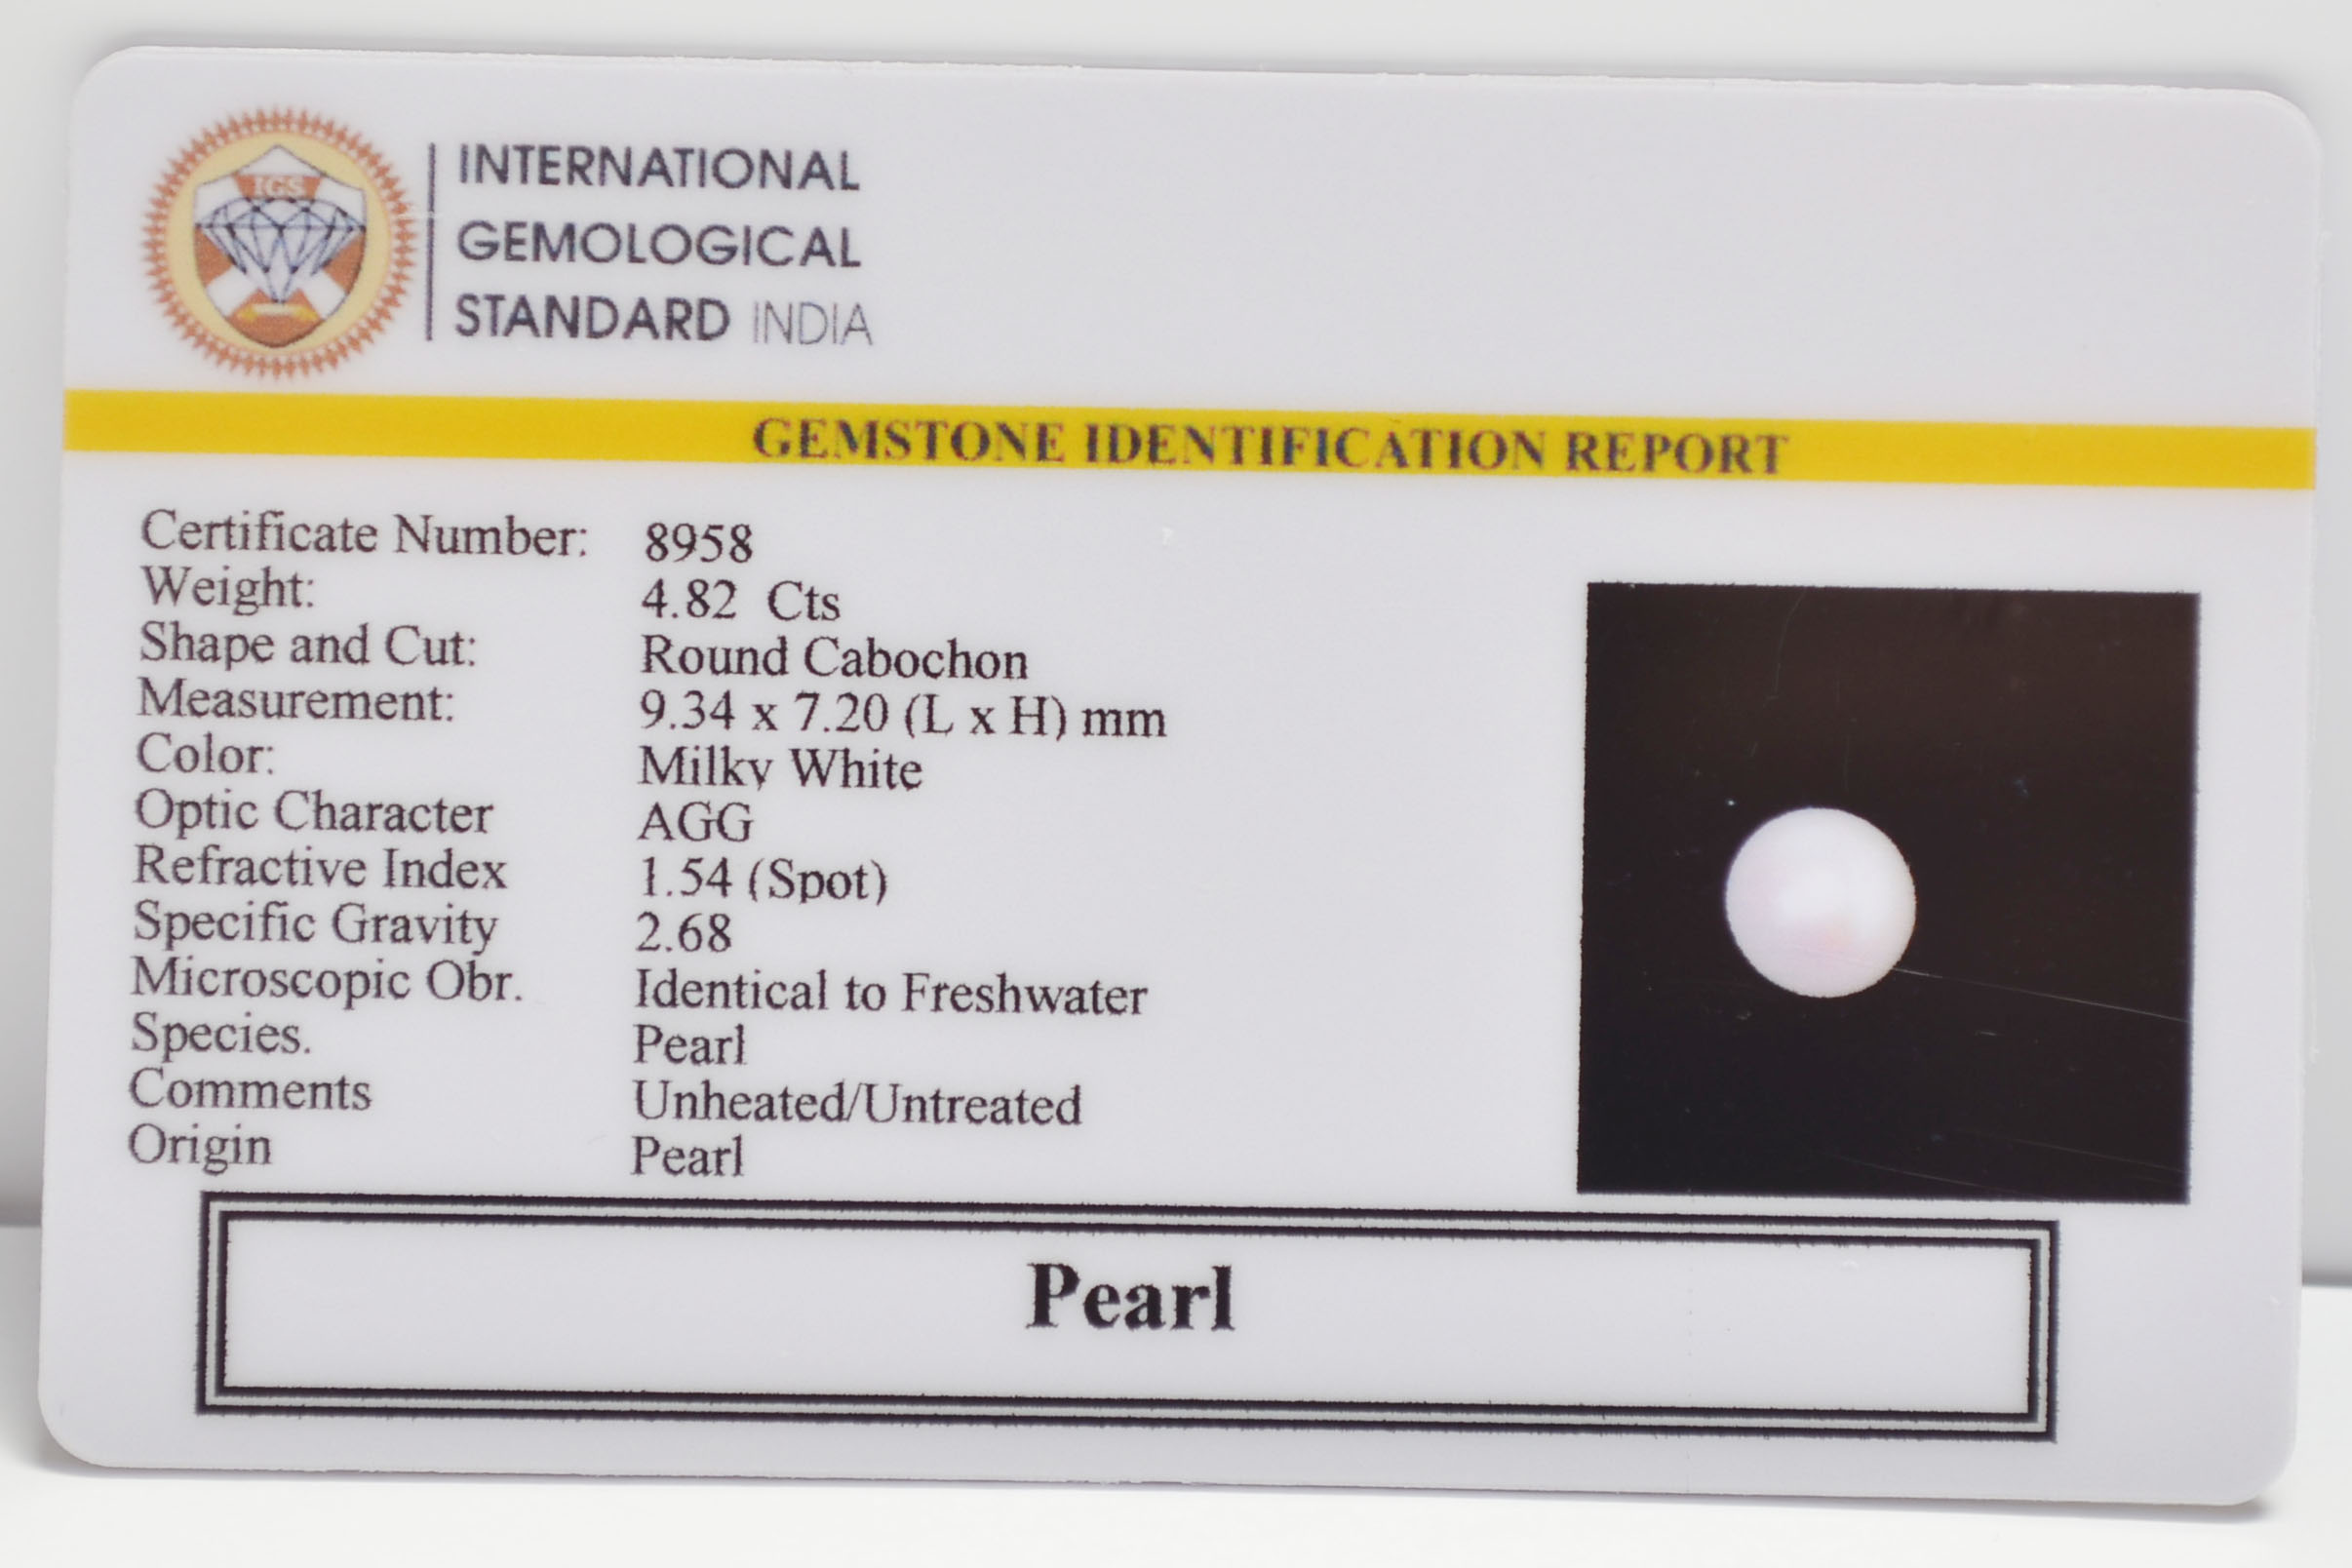 IGS
INTERNATIONAL
GEMOLOGICAL
STANDARD INDIA
GEMSTONE IDENTIFICATION REPORT
Certificate Number: 8958
Weight: 4.82 Cts
Shape and Cut: Round Cabochon
Measurement: 9.34 x 7.20 (L x H) mm
Color: Milky White
Optic Character AGG
Refractive Index 1.54 (Spot)
Specific Gravity 2.68
Microscopic Obr. Identical to Freshwater
Species. Pearl
Comments Unheated/Untreated
Origin Pearl
Pearl